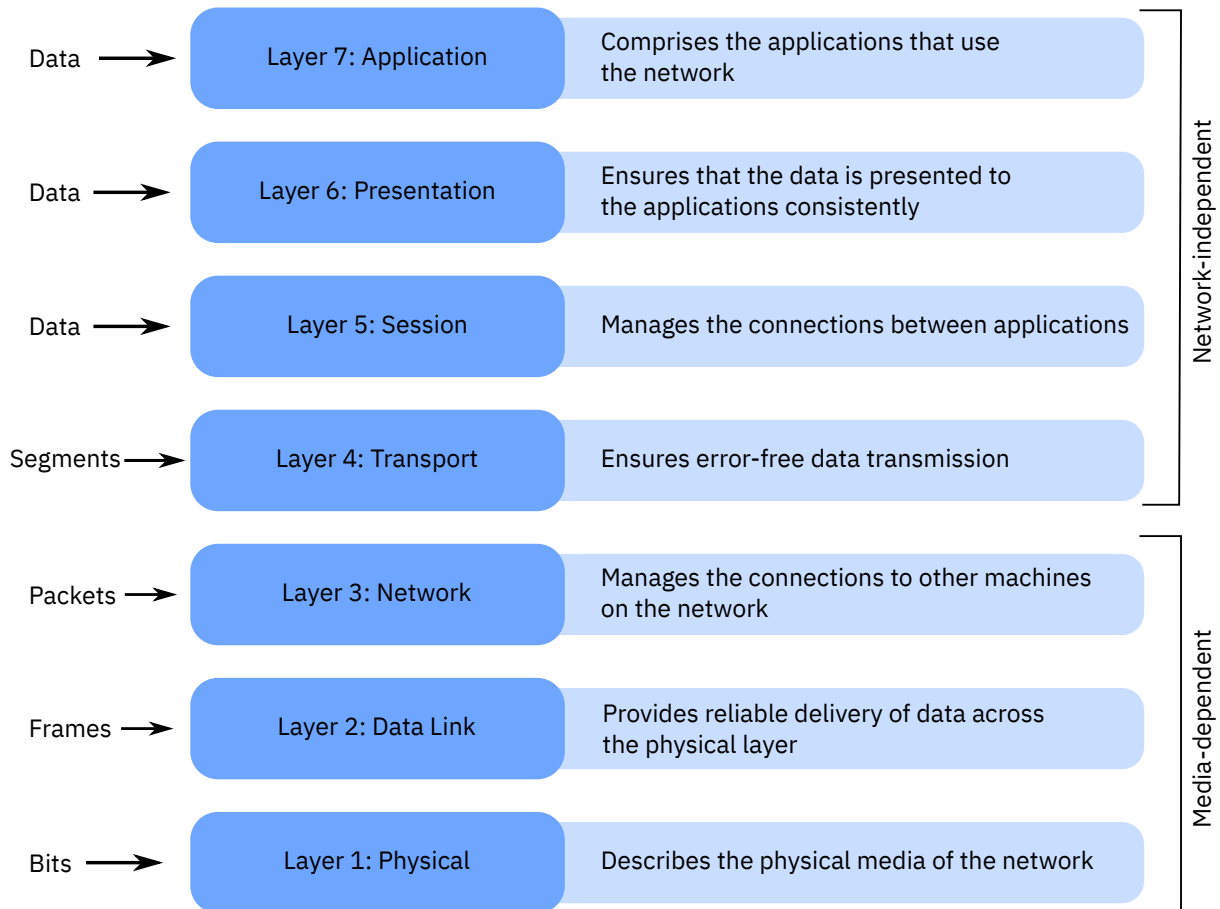 Data
Layer 7: Application
Comprises the applications that use
the network
Data
Layer 6: Presentation
Ensures that the data is presented to
the applications consistently
Data
Layer 5: Session
Manages the connections between applications
Segments
Layer 4: Transport
Ensures error-free data transmission
Network-independent
Packets
Layer 3: Network
Manages the connections to other machines
on the network
Frames
Layer 2: Data Link
Provides reliable delivery of data across
the physical layer
Bits
Layer 1: Physical
Describes the physical media of the network
Media-dependent